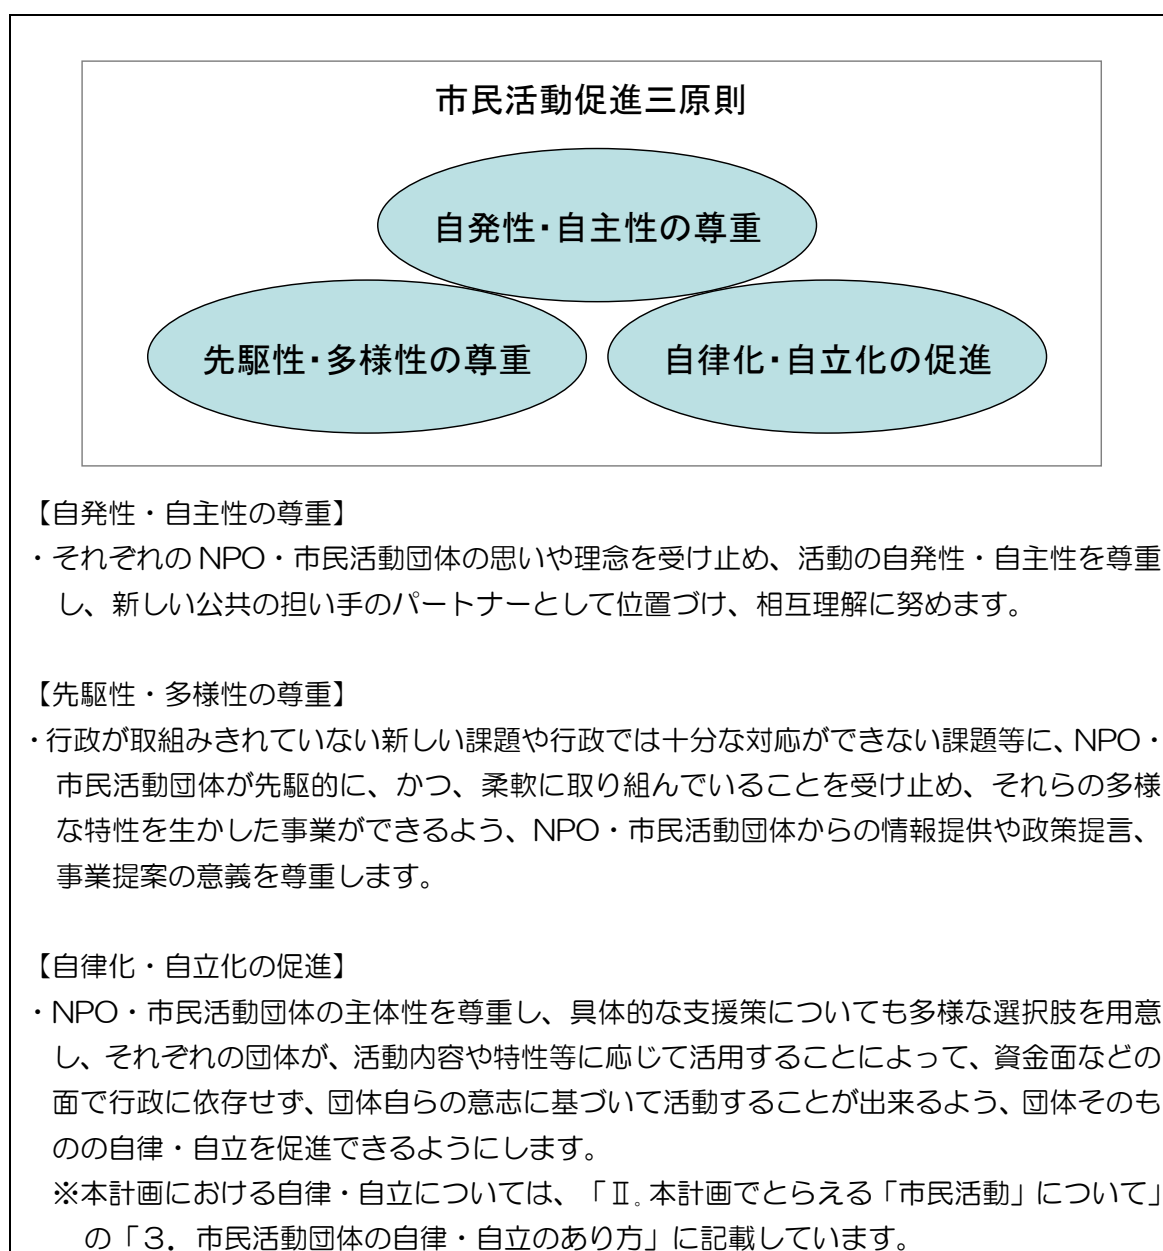 市民活動促進三原則
自発性・自主性の尊重
先駆性・多様性の尊重
自律化・自立化の促進
【自発性・自主性の尊重】
・それぞれの NPO・市民活動団体の思いや理念を受け止め、活動の自発性・自主性を尊重
し、新しい公共の担い手のパートナーとして位置づけ、相互理解に努めます。
【先駆性・多様性の尊重】
・行政が取組みきれていない新しい課題や行政では十分な対応ができない課題等に、NPO・
市民活動団体が先駆的に、かつ、柔軟に取り組んでいることを受け止め、それらの多様
な特性を生かした事業ができるよう、NPO・市民活動団体からの情報提供や政策提言、
事業提案の意義を尊重します。
【自律化・自立化の促進】
・NPO・市民活動団体の主体性を尊重し、具体的な支援策についても多様な選択肢を用意
し、それぞれの団体が、活動内容や特性等に応じて活用することによって、資金面などの
面で行政に依存せず、団体自らの意志に基づいて活動することが出来るよう、団体そのも
のの自律・自立を促進できるようにします。
※本計画における自律・自立については、「Ⅱ.本計画でとらえる「市民活動」について」
の「３．市民活動団体の自律・自立のあり方」に記載しています。